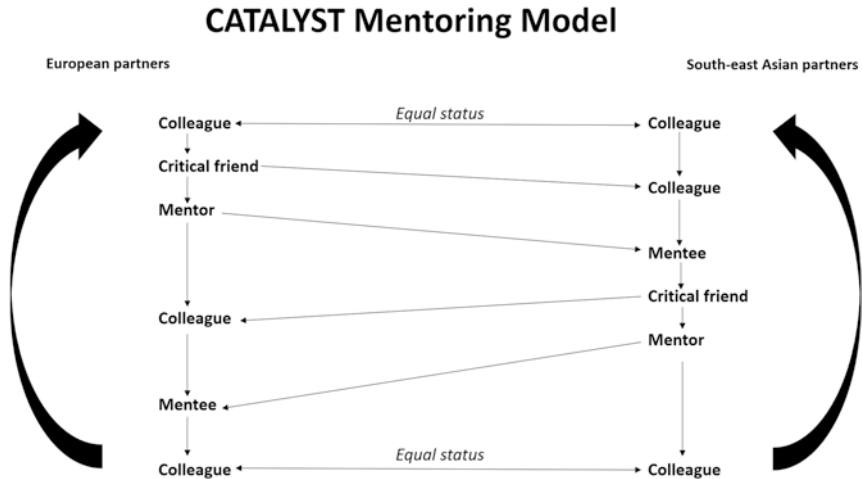 CATALYST Mentoring Model
European partners
South-east Asian partners
Colleague
Equal status
Colleague
Critical friend
Colleague
Mentor
Mentee
Critical friend
Colleague
Mentor
Mentee
Colleague
Equal status
Colleague